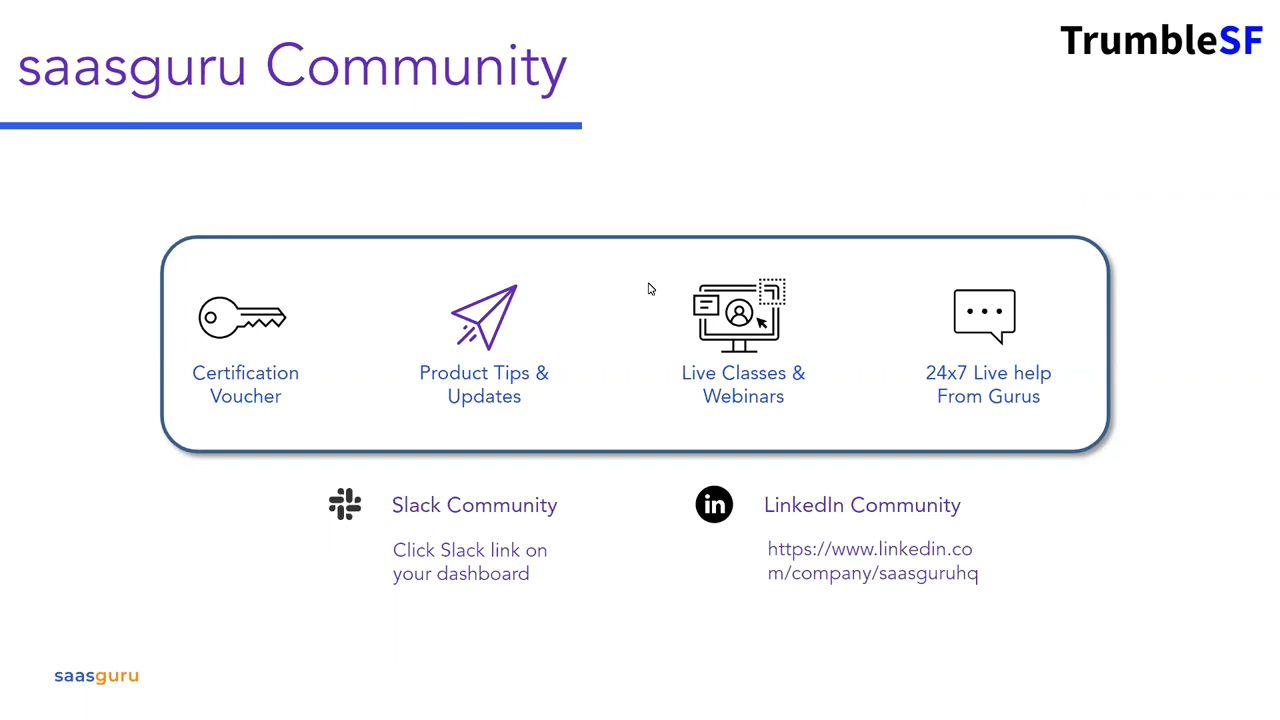 saasguru Community
TrumbleSF
Certification
Voucher
Product Tips &
Updates
Live Classes &
Webinars
24x7 Live help
From Gurus
Slack Community
Click Slack link on
your dashboard
LinkedIn Community
https://www.linkedin.co
m/company/saasguruhq
saasguru